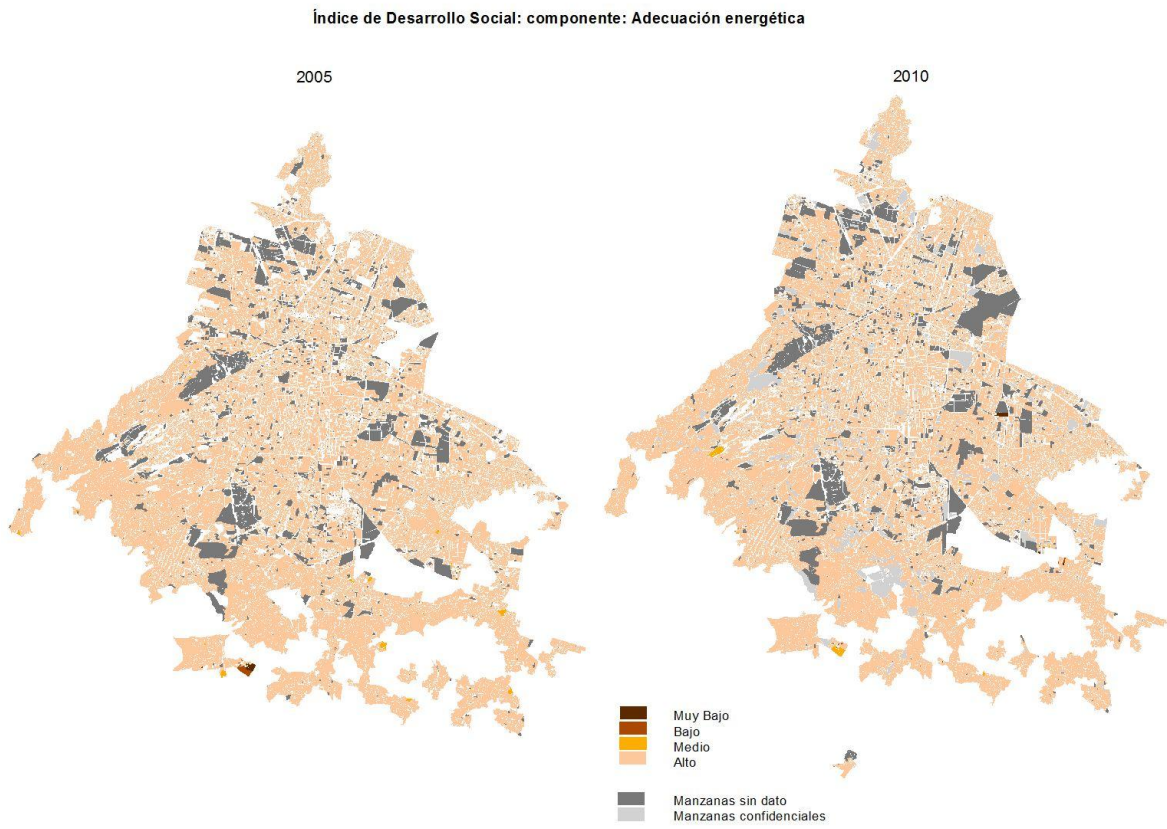 Índice de Desarrollo Social: componente: Adecuación energética
2005
2010
Muy Bajo
Bajo
Medio
Alto
Manzanas sin dato
Manzanas confidenciales